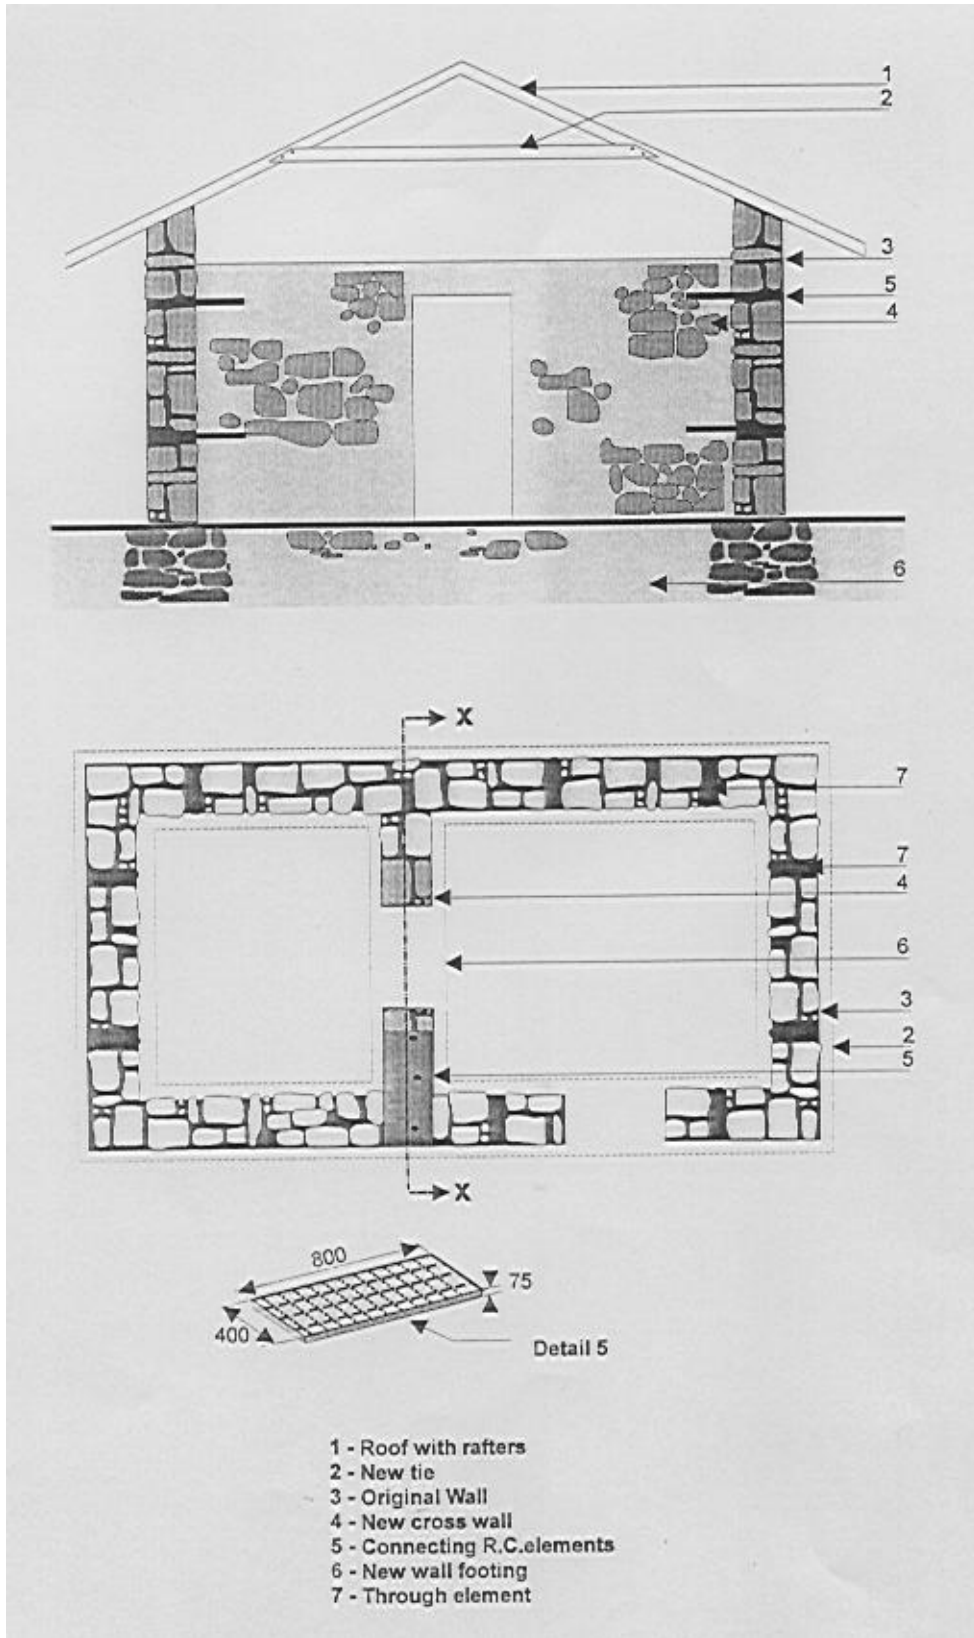 1
2
3
5
4
6
X
7
7
4
6
3
2
5
X
800
75
400
Detail 5
1 - Roof with rafters
2 - New tie
3 - Original Wall
4 - New cross wall
5 - Connecting R.C.elements
6 - New wall footing
7 - Through element